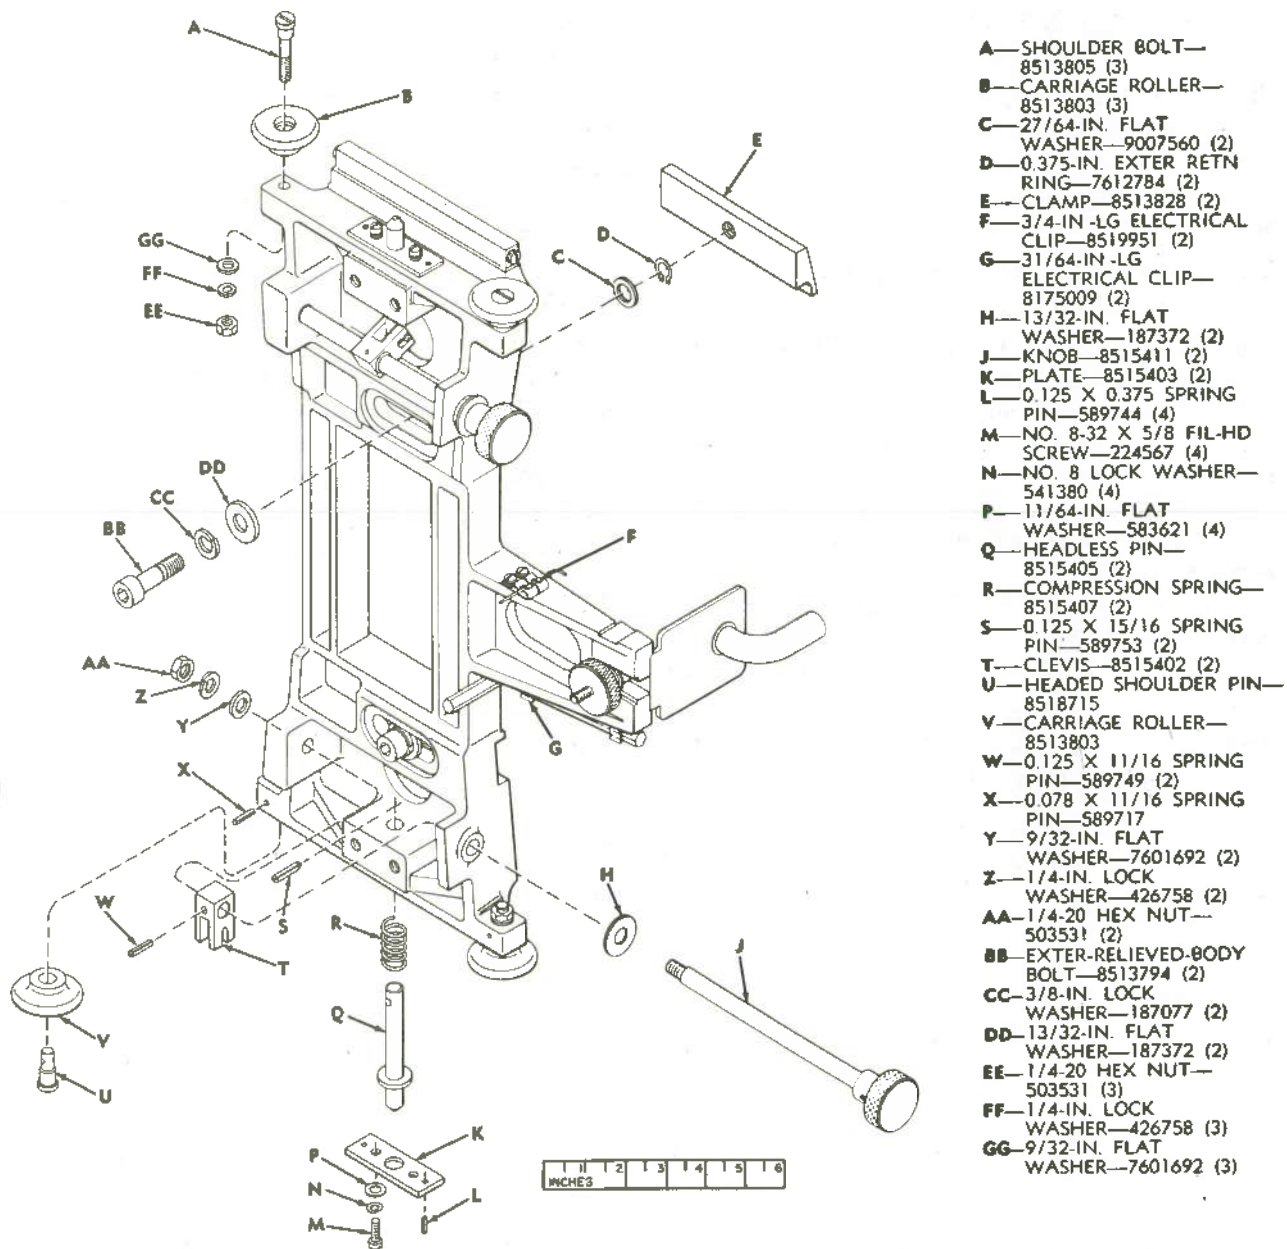 A
B
GG
FF
EE
C
D
E
DD
CC
BB
F
AA
Z
Y
G
X
W
S
T
R
H
J
V
U
Q
K
P
N
M
L
1 2 3 4 5 6
INCHES
A—SHOULDER BOLT—
8513805 (3)
B—CARRIAGE ROLLER—
8513803 (3)
C—27/64-IN. FLAT
WASHER—9007560 (2)
D—0.375-IN. EXTER RETN
RING—7612784 (2)
E—CLAMP—8513828 (2)
F—3/4-IN-LG ELECTRICAL
CLIP—8519951 (2)
G—31/64-IN-LG
ELECTRICAL CLIP—
8175009 (2)
H—13/32-IN. FLAT
WASHER—187372 (2)
J—KNOB—8515411 (2)
K—PLATE—8515403 (2)
L—0.125 X 0.375 SPRING
PIN—589744 (4)
M—NO. 8-32 X 5/8 FIL-HD
SCREW—224567 (4)
N—NO. 8 LOCK WASHER—
541380 (4)
P—11/64-IN. FLAT
WASHER—583621 (4)
Q—HEADLESS PIN—
8515405 (2)
R—COMPRESSION SPRING—
8515407 (2)
S—0.125 X 15/16 SPRING
PIN—589753 (2)
T—CLEVIS—8515402 (2)
U—HEADED SHOULDER PIN—
8518715
V—CARRIAGE ROLLER—
8513803
W—0.125 X 11/16 SPRING
PIN—589749 (2)
X—0.078 X 11/16 SPRING
PIN—589717
Y—9/32-IN. FLAT
WASHER—7601692 (2)
Z—1/4-IN. LOCK
WASHER—426758 (2)
AA—1/4-20 HEX NUT—
503531 (2)
BB—EXTER-RELIEVED-BODY
BOLT—8513794 (2)
CC—3/8-IN. LOCK
WASHER—187077 (2)
DD—13/32-IN. FLAT
WASHER—187372 (2)
EE—1/4-20 HEX NUT—
503531 (3)
FF—1/4-IN. LOCK
WASHER—426758 (3)
GG—9/32-IN. FLAT
WASHER—7601692 (3)